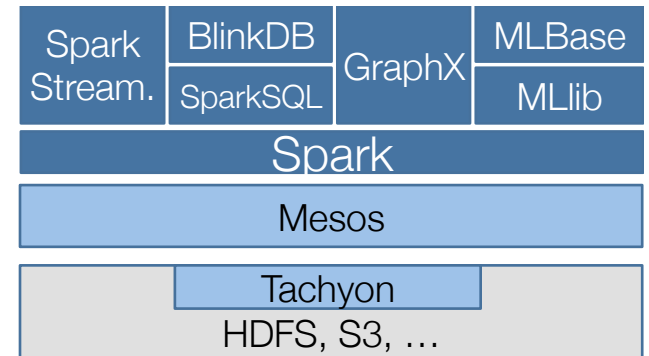 Spark
Stream.
BlinkDB
SparkSQL
GraphX
MLBase
MLlib
Spark
Mesos
Tachyon
HDFS, S3, …